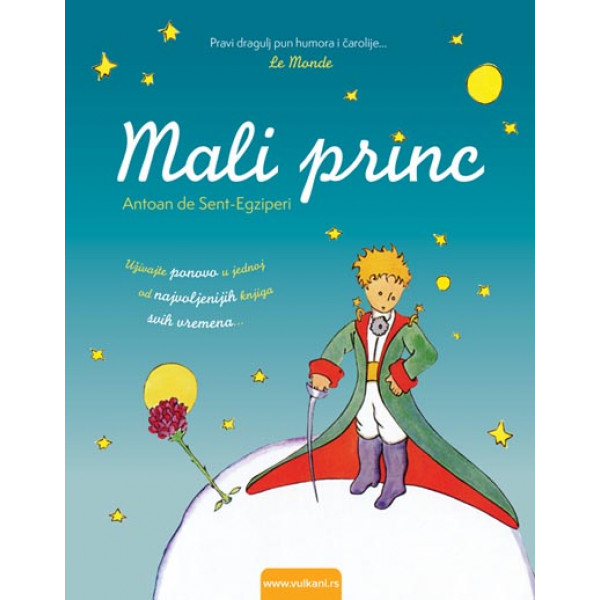 Pravi dragulj pun humora i čarolije...
Le Monde
Mali princ
Antoan de Sent-Egziperi
Uživajte ponovo u jednoj
od najvoljenijih knjiga
svih vremena...
www.vulkani.rs